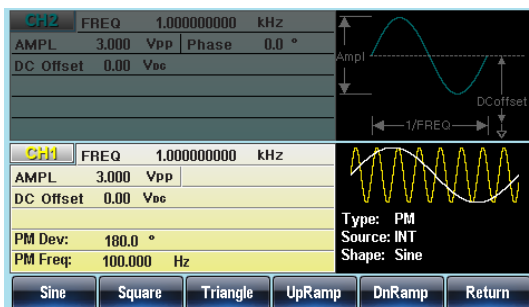 CH2 FREQ 1.000000000 kHz
AMPL 3.000 VPP Phase 0.0 °
DC Offset 0.00 VDC
Ampl
DCoffset
1/FREQ
CH1 FREQ 1.000000000 kHz
AMPL 3.000 VPP
DC Offset 0.00 VDC
PM Dev: 180.0 °
PM Freq: 100.000 Hz
Type: PM
Source: INT
Shape: Sine
Sine Square Triangle UpRamp DnRamp Return